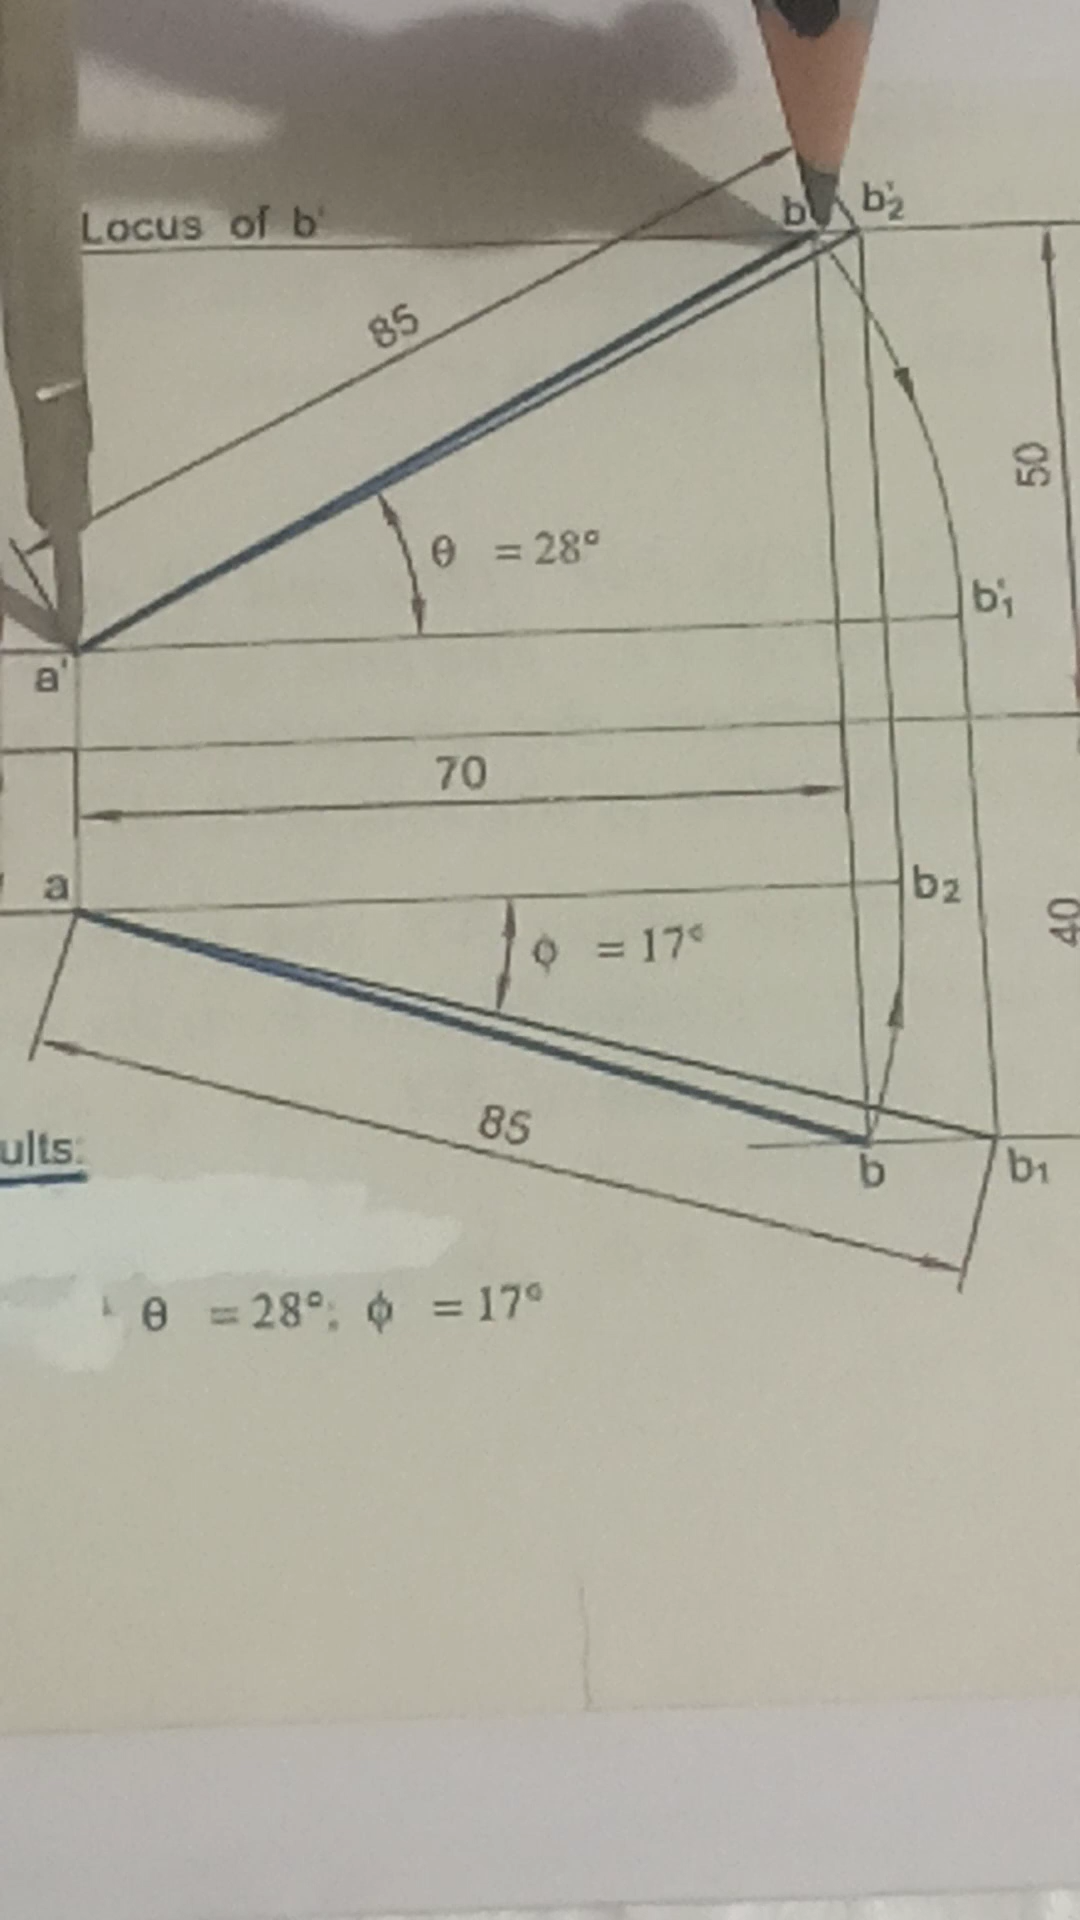 b' b'2
Locus of b'
85
50
θ = 28°
b'1
a'
70
a
b2
φ = 17°
40
85
ults:
b
b1
θ = 28°; φ = 17°